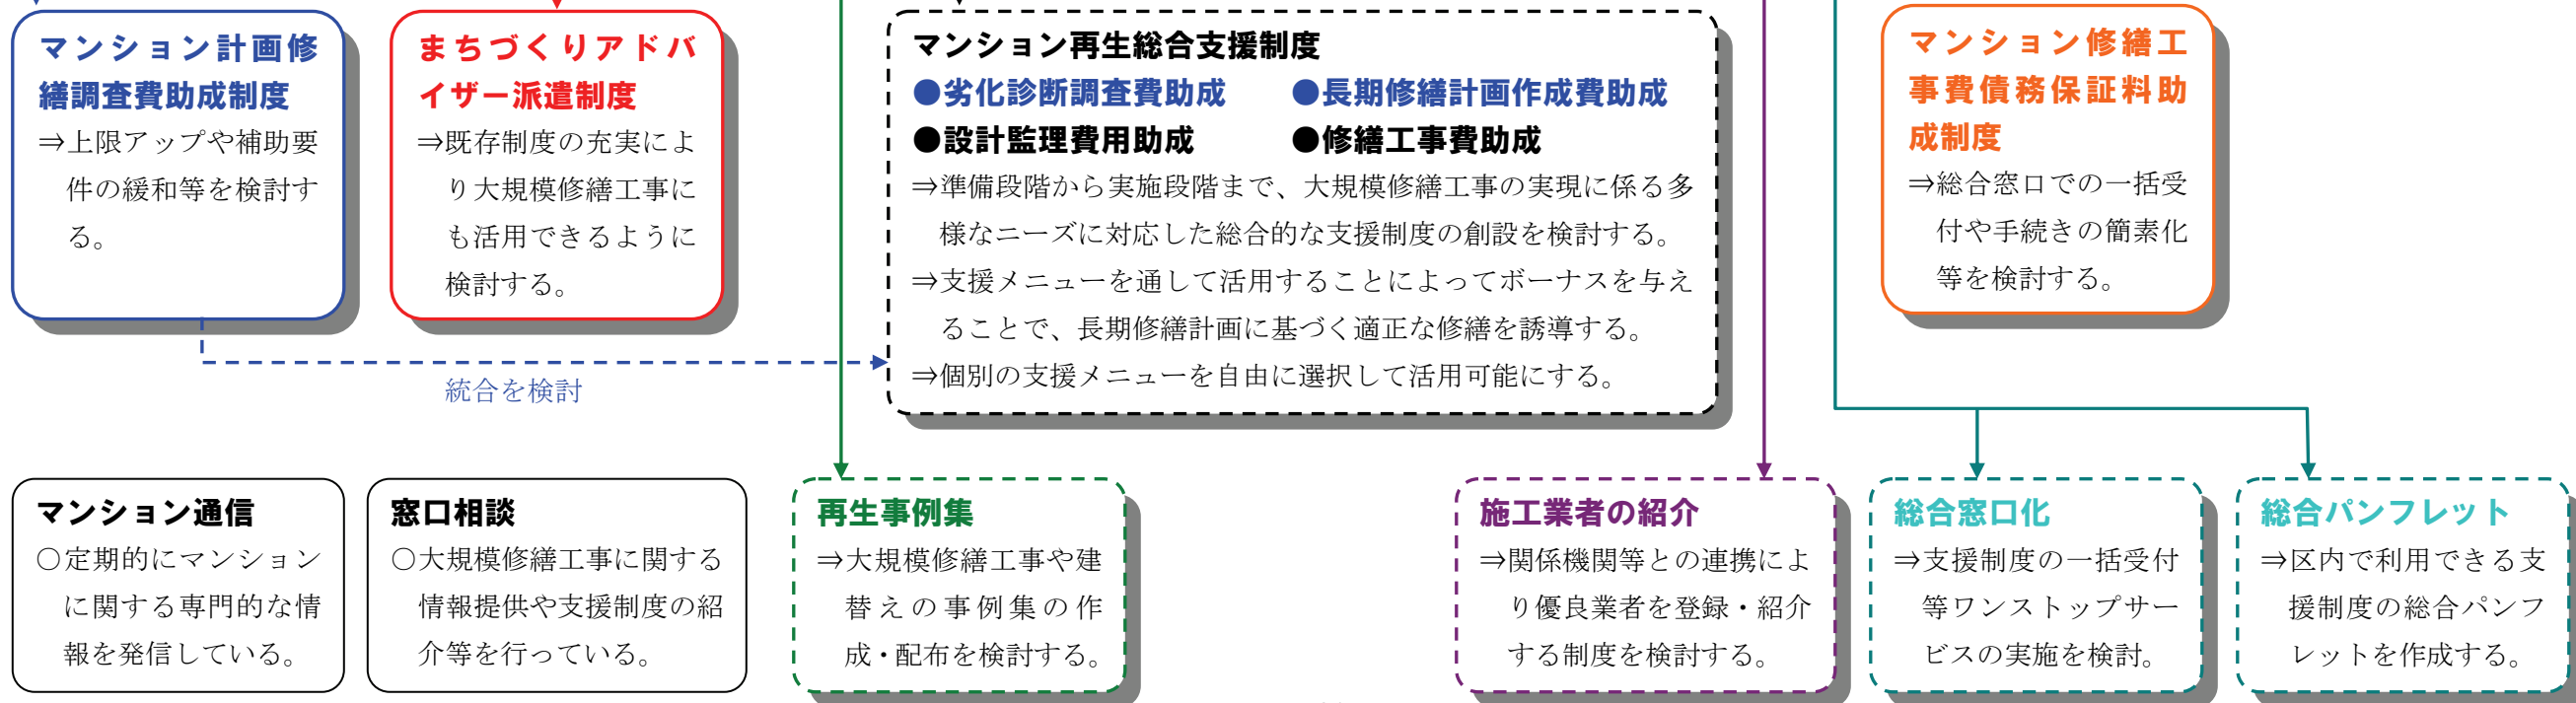 マンション計画修
繕調査費助成制度
⇒上限アップや補助要
件の緩和等を検討す
る。
まちづくりアドバ
イザー派遣制度
⇒既存制度の充実によ
り大規模修繕工事に
も活用できるように
検討する。
マンション再生総合支援制度
●劣化診断調査費助成 ●長期修繕計画作成費助成
●設計監理費用助成 ●修繕工事費助成
⇒準備段階から実施段階まで、大規模修繕工事の実現に係る多
様なニーズに対応した総合的な支援制度の創設を検討する。
⇒支援メニューを通して活用することによってボーナスを与え
ることで、長期修繕計画に基づく適正な修繕を誘導する。
⇒個別の支援メニューを自由に選択して活用可能にする。
マンション修繕工
事費債務保証料助
成制度
⇒総合窓口での一括受
付や手続きの簡素化
等を検討する。
統合を検討
マンション通信
○定期的にマンション
に関する専門的な情
報を発信している。
窓口相談
○大規模修繕工事に関する
情報提供や支援制度の紹
介等を行っている。
再生事例集
⇒大規模修繕工事や建
替えの事例集の作
成・配布を検討する。
施工業者の紹介
⇒関係機関等との連携によ
り優良業者を登録・紹介
する制度を検討する。
総合窓口化
⇒支援制度の一括受付
等ワンストップサー
ビスの実施を検討。
総合パンフレット
⇒区内で利用できる支
援制度の総合パンフ
レットを作成する。